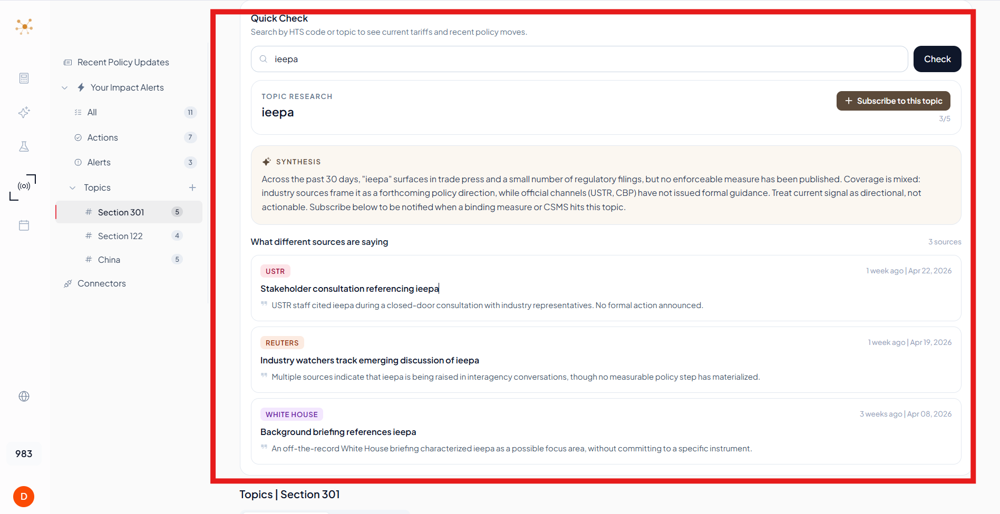 Recent Policy Updates
Your Impact Alerts
All 11
Actions 7
Alerts 3
Topics
# Section 301 5
# Section 122 4
# China 5
Connectors
983
D
Quick Check
Search by HTS code or topic to see current tariffs and recent policy moves.
ieepa
Check
TOPIC RESEARCH
ieepa
+ Subscribe to this topic
3/5
SYNTHESIS
Across the past 30 days, "ieepa" surfaces in trade press and a small number of regulatory filings, but no enforceable measure has been published. Coverage is mixed:
industry sources frame it as a forthcoming policy direction, while official channels (USTR, CBP) have not issued formal guidance. Treat current signal as directional, not
actionable. Subscribe below to be notified when a binding measure or CSMS hits this topic.
What different sources are saying
3 sources
USTR
1 week ago | Apr 22, 2026
Stakeholder consultation referencing ieepa
USTR staff cited ieepa during a closed-door consultation with industry representatives. No formal action announced.
REUTERS
1 week ago | Apr 19, 2026
Industry watchers track emerging discussion of ieepa
Multiple sources indicate that ieepa is being raised in interagency conversations, though no measurable policy step has materialized.
WHITE HOUSE
3 weeks ago | Apr 08, 2026
Background briefing references ieepa
An off-the-record White House briefing characterized ieepa as a possible focus area, without committing to a specific instrument.
Topics | Section 301